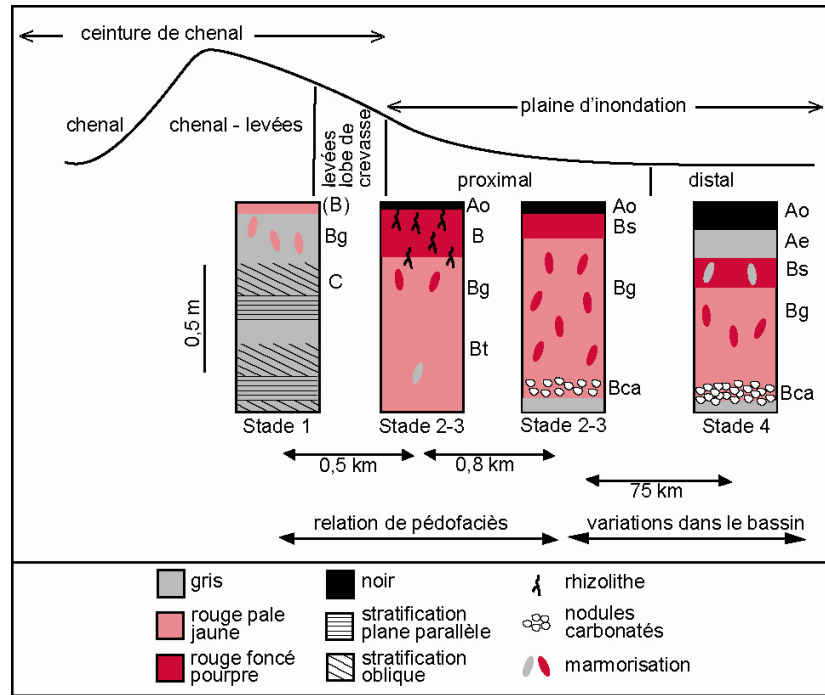 ceinture de chenal
plaine d'inondation
chenal
chenal - levées
levées
lobe de
crevasse
proximal
distal
(B)
Bg
C
Ao
B
Bg
Bt
Ao
Bs
Bg
Bca
Ao
Ae
Bs
Bg
Bca
0,5 m
Stade 1
Stade 2-3
Stade 2-3
Stade 4
0,5 km
0,8 km
75 km
relation de pédofaciès
variations dans le bassin
gris
noir
rhizolithe
rouge pale
jaune
stratification
plane parallèle
nodules
carbonatés
rouge foncé
pourpre
stratification
oblique
marmorisation